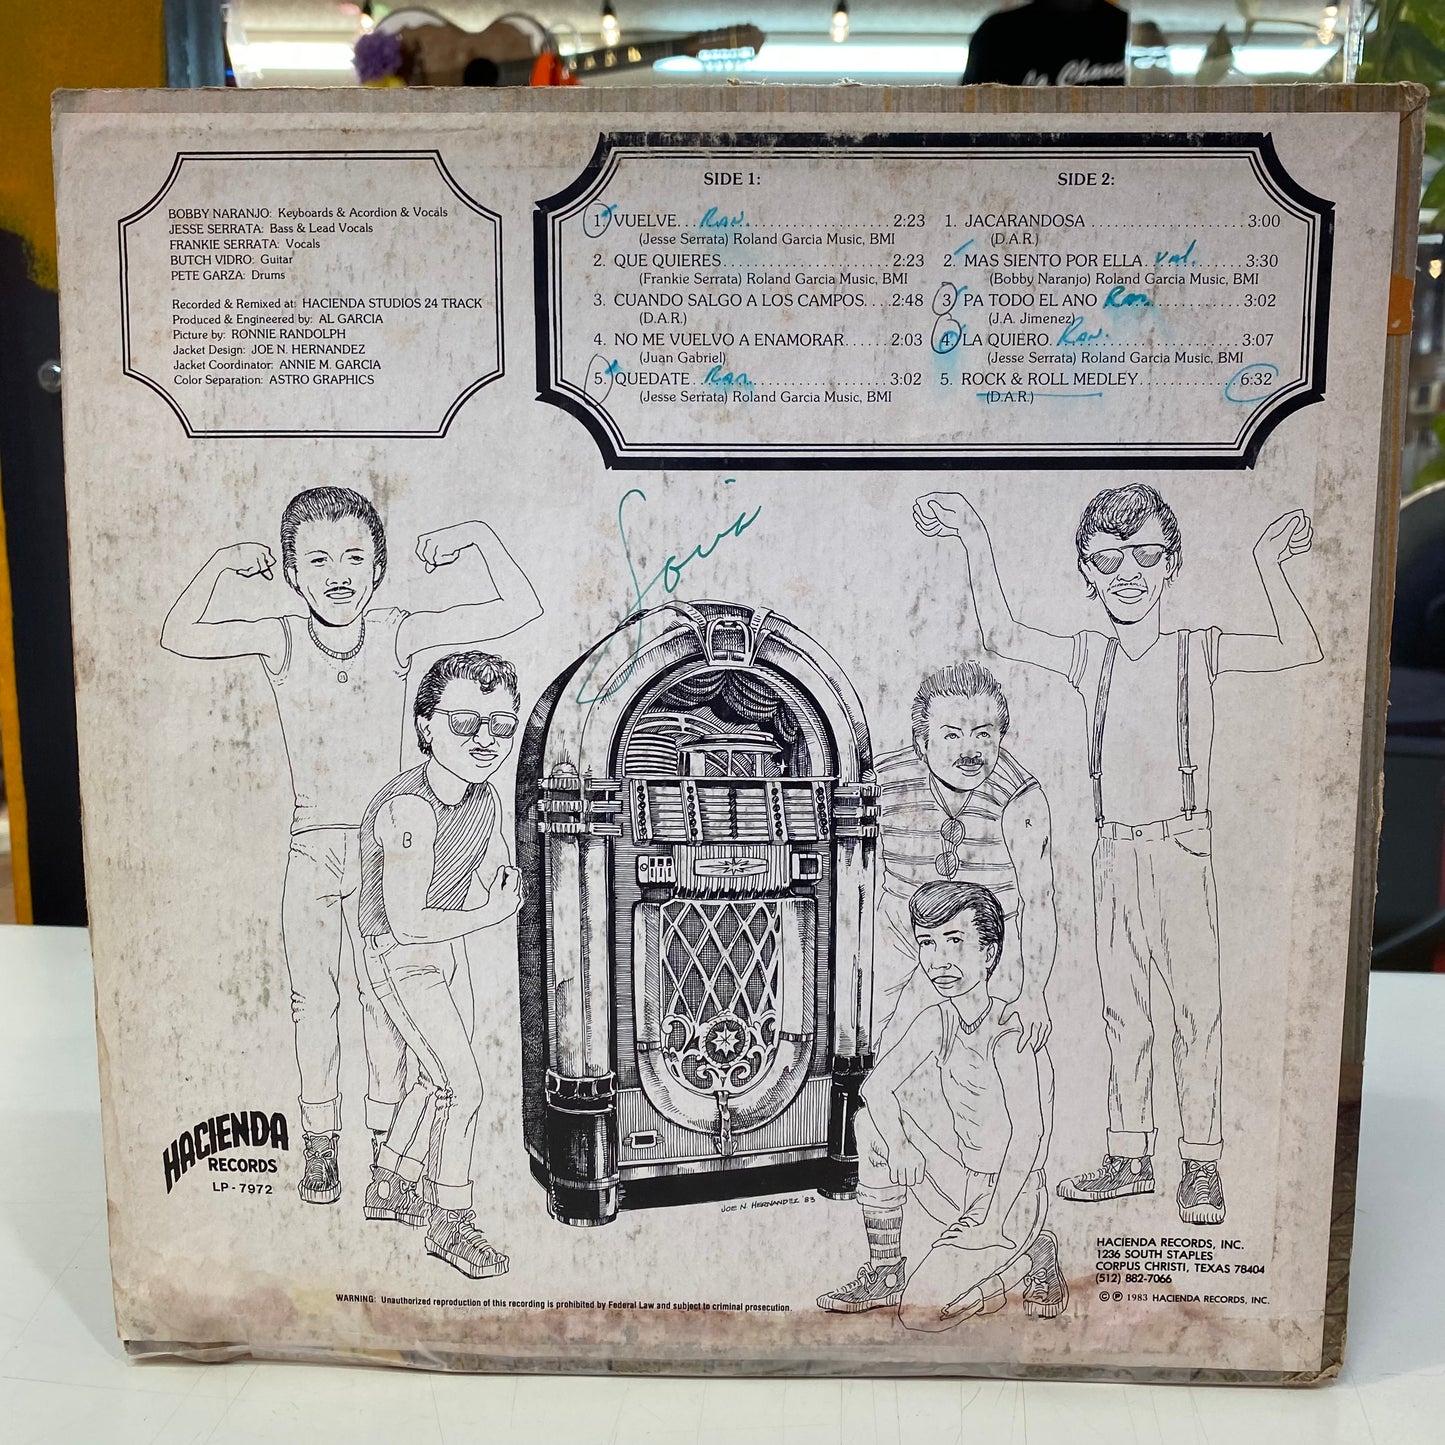 BOBBY NARANJO: Keyboards & Acordion & Vocals
JESSE SERRATA: Bass & Lead Vocals
FRANKIE SERRATA: Vocals
BUTCH VIDRO: Guitar
PETE GARZA: Drums
Recorded & Remixed at: HACIENDA STUDIOS 24 TRACK
Produced & Engineered by: AL GARCIA
Picture by: RONNIE RANDOLPH
Jacket Design: JOE N. HERNANDEZ
Jacket Coordinator: ANNIE M. GARCIA
Color Separation: ASTRO GRAPHICS
SIDE 1:
1. VUELVE... Ran. ...2:23
(Jesse Serrata) Roland Garcia Music, BMI
2. QUE QUIERES...2:23
(Frankie Serrata) Roland Garcia Music, BMI
3. CUANDO SALGO A LOS CAMPOS...2:48
(D.A.R.)
4. NO ME VUELVO A ENAMORAR...2:03
(Juan Gabriel)
5. QUEDATE. Ran. ...3:02
(Jesse Serrata) Roland Garcia Music, BMI
SIDE 2:
1. JACARANDOSA...3:00
(D.A.R.)
2. MAS SIENTO POR ELLA. Val. ...3:30
(Bobby Naranjo) Roland Garcia Music, BMI
3. PA TODO EL ANO Ran ...3:02
(J.A. Jimenez)
4. LA QUIERO. Ran. ...3:07
(Jesse Serrata) Roland Garcia Music, BMI
5. ROCK & ROLL MEDLEY...6:32
(D.A.R.)
B
R
HACIENDA
RECORDS
LP-7972
JOE N HERNANDEZ '83
HACIENDA RECORDS, INC.
1236 SOUTH STAPLES
CORPUS CHRISTI, TEXAS 78404
(512) 882-7066
© ℗ 1983 HACIENDA RECORDS, INC.
WARNING: Unauthorized reproduction of this recording is prohibited by Federal Law and subject to criminal prosecution.